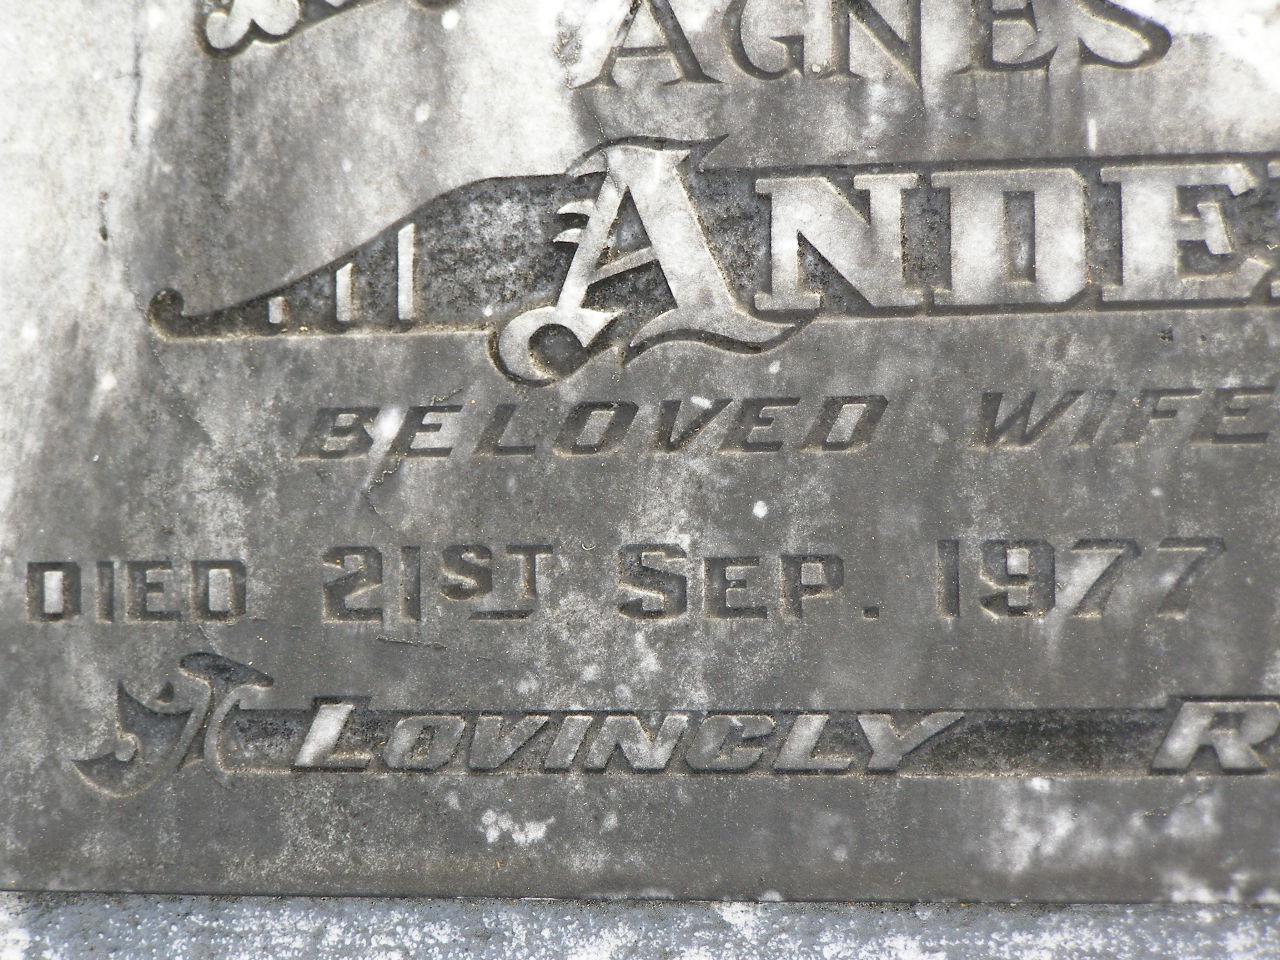 AGNES
ANDE
BELOVED WIFE
DIED 21ST SEP. 1977
LOVINGLY R